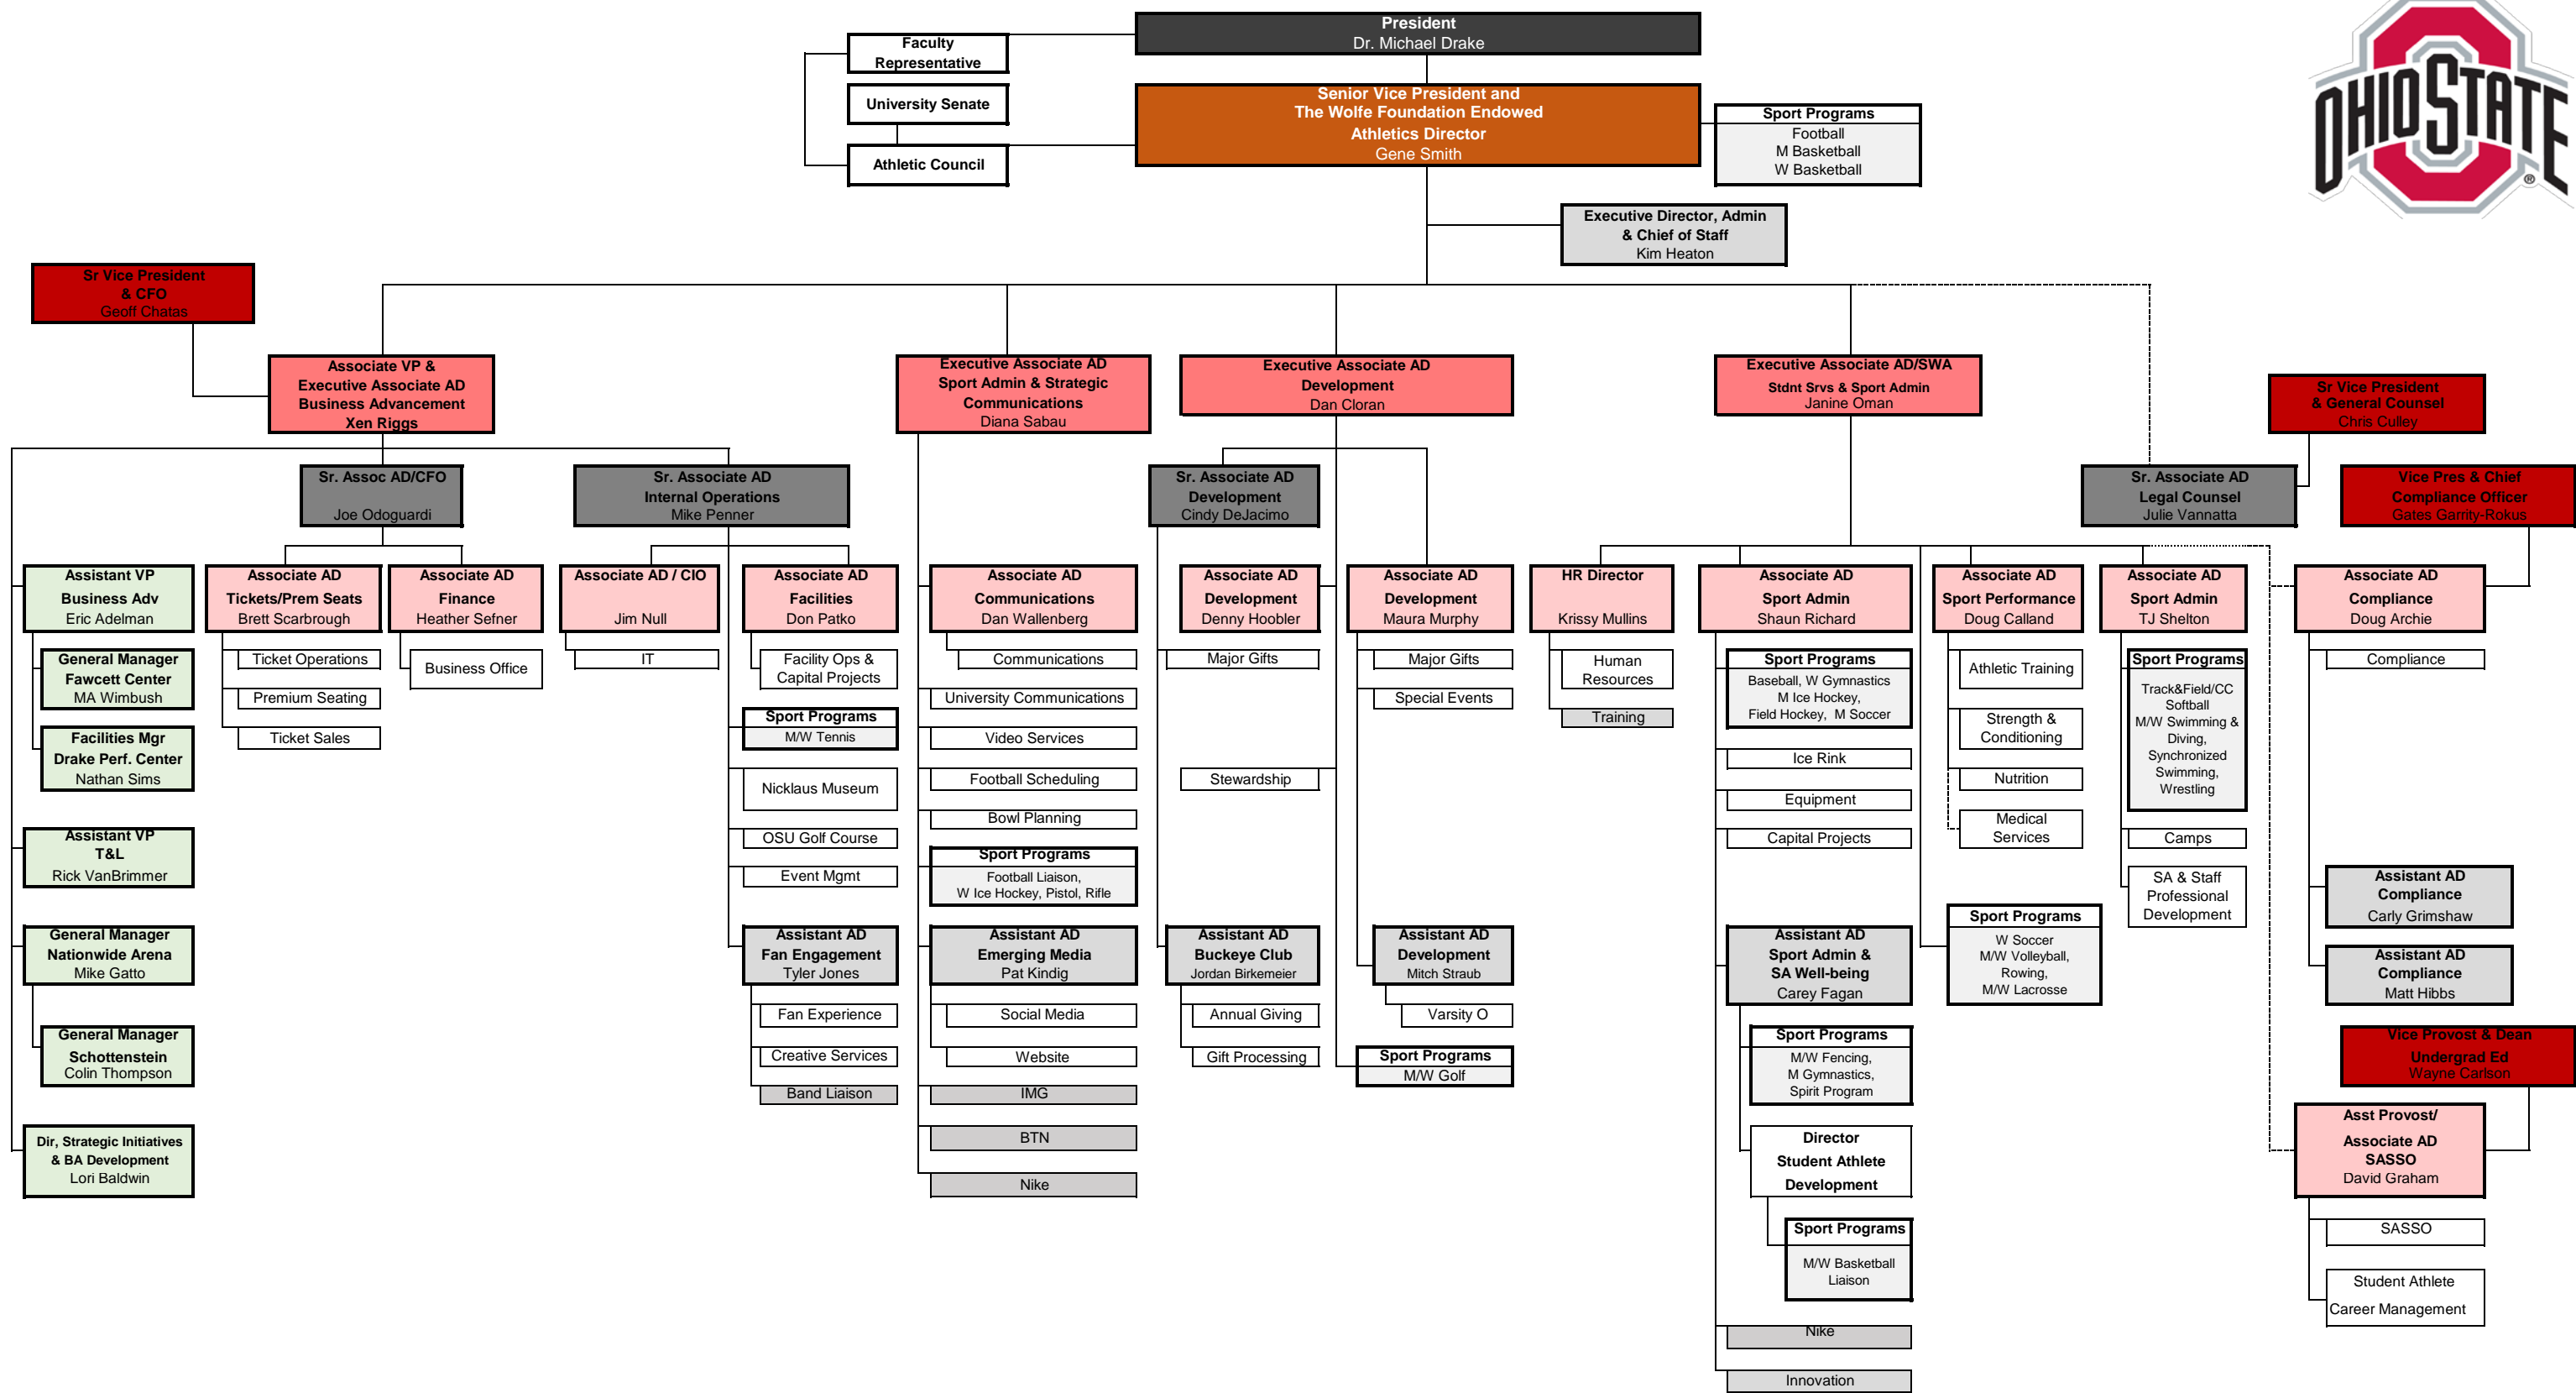 President
Dr. Michael Drake
Faculty
Representative
University Senate
Athletic Council
Senior Vice President and
The Wolfe Foundation Endowed
Athletics Director
Gene Smith
Sport Programs
Football
M Basketball
W Basketball
OHIO STATE
®
Executive Director, Admin
& Chief of Staff
Kim Heaton
Sr Vice President
& CFO
Geoff Chatas
Associate VP &
Executive Associate AD
Business Advancement
Xen Riggs
Executive Associate AD
Sport Admin & Strategic
Communications
Diana Sabau
Executive Associate AD
Development
Dan Cloran
Executive Associate AD/SWA
Stdnt Srvs & Sport Admin
Janine Oman
Sr Vice President
& General Counsel
Chris Culley
Sr. Assoc AD/CFO
Joe Odoguardi
Sr. Associate AD
Internal Operations
Mike Penner
Sr. Associate AD
Development
Cindy DeJacimo
Sr. Associate AD
Legal Counsel
Julie Vannatta
Vice Pres & Chief
Compliance Officer
Gates Garrity-Rokus
Assistant VP
Business Adv
Eric Adelman
Associate AD
Tickets/Prem Seats
Brett Scarbrough
Associate AD
Finance
Heather Sefner
Associate AD / CIO
Jim Null
Associate AD
Facilities
Don Patko
Associate AD
Communications
Dan Wallenberg
Associate AD
Development
Denny Hoobler
Associate AD
Development
Maura Murphy
HR Director
Krissy Mullins
Associate AD
Sport Admin
Shaun Richard
Associate AD
Sport Performance
Doug Calland
Associate AD
Sport Admin
TJ Shelton
Associate AD
Compliance
Doug Archie
General Manager
Fawcett Center
MA Wimbush
Facilities Mgr
Drake Perf. Center
Nathan Sims
Assistant VP
T&L
Rick VanBrimmer
General Manager
Nationwide Arena
Mike Gatto
General Manager
Schottenstein
Colin Thompson
Dir, Strategic Initiatives
& BA Development
Lori Baldwin
Ticket Operations
Premium Seating
Ticket Sales
Business Office
IT
Facility Ops &
Capital Projects
Sport Programs
M/W Tennis
Nicklaus Museum
OSU Golf Course
Event Mgmt
Assistant AD
Fan Engagement
Tyler Jones
Fan Experience
Creative Services
Band Liaison
Communications
University Communications
Video Services
Football Scheduling
Bowl Planning
Sport Programs
Football Liaison,
W Ice Hockey, Pistol, Rifle
Assistant AD
Emerging Media
Pat Kindig
Social Media
Website
IMG
BTN
Nike
Major Gifts
Stewardship
Assistant AD
Buckeye Club
Jordan Birkemeier
Annual Giving
Gift Processing
Major Gifts
Special Events
Assistant AD
Development
Mitch Straub
Varsity O
Sport Programs
M/W Golf
Human
Resources
Training
Sport Programs
Baseball, W Gymnastics
M Ice Hockey,
Field Hockey, M Soccer
Ice Rink
Equipment
Capital Projects
Assistant AD
Sport Admin &
SA Well-being
Carey Fagan
Sport Programs
M/W Fencing,
M Gymnastics,
Spirit Program
Director
Student Athlete
Development
Sport Programs
M/W Basketball
Liaison
Nike
Innovation
Athletic Training
Strength &
Conditioning
Nutrition
Medical
Services
Sport Programs
W Soccer
M/W Volleyball,
Rowing,
M/W Lacrosse
Sport Programs
Track&Field/CC
Softball
M/W Swimming &
Diving,
Synchronized
Swimming,
Wrestling
Camps
SA & Staff
Professional
Development
Compliance
Assistant AD
Compliance
Carly Grimshaw
Assistant AD
Compliance
Matt Hibbs
Vice Provost & Dean
Undergrad Ed
Wayne Carlson
Asst Provost/
Associate AD
SASSO
David Graham
SASSO
Student Athlete
Career Management